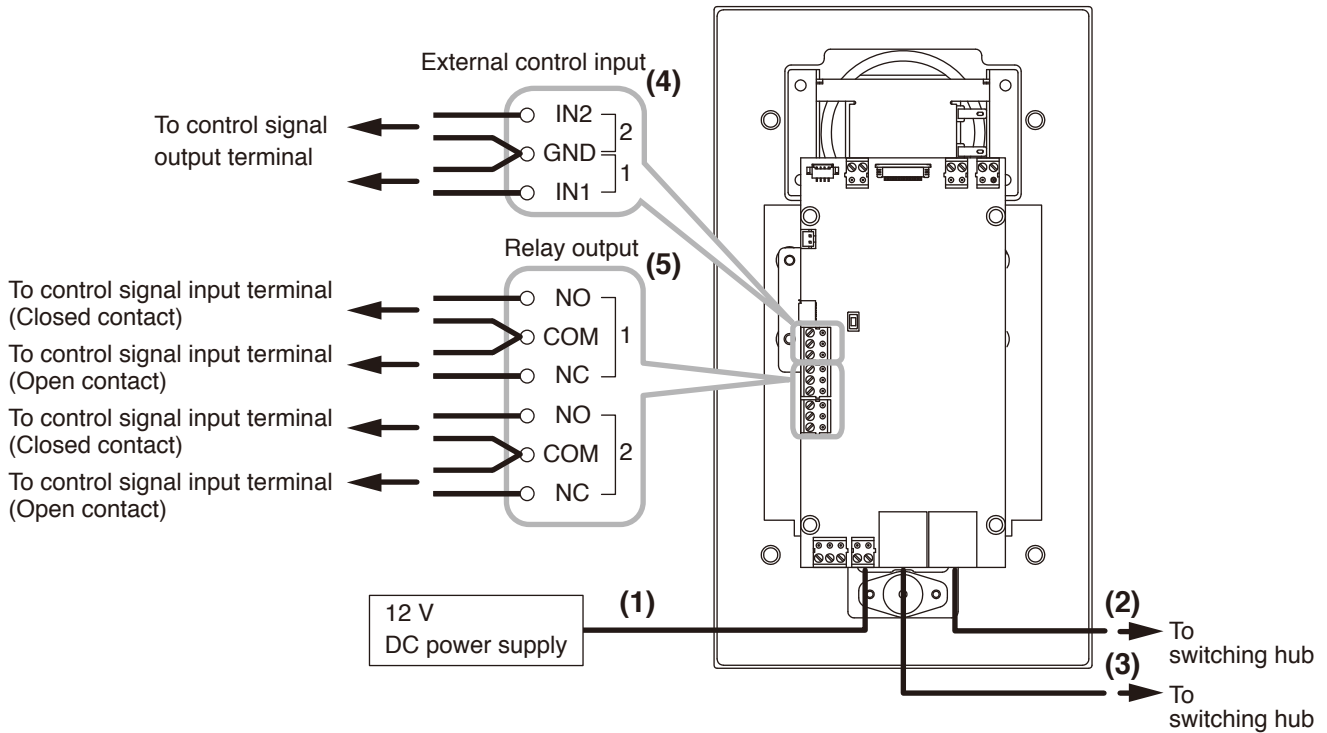 External control input
(4)
To control signal
output terminal
IN2
GND
IN1
2
1
Relay output
(5)
To control signal input terminal
(Closed contact)
To control signal input terminal
(Open contact)
To control signal input terminal
(Closed contact)
To control signal input terminal
(Open contact)
NO
COM
NC
1
NO
COM
NC
2
12 V
DC power supply
(1)
(2)
To
switching hub
(3)
To
switching hub